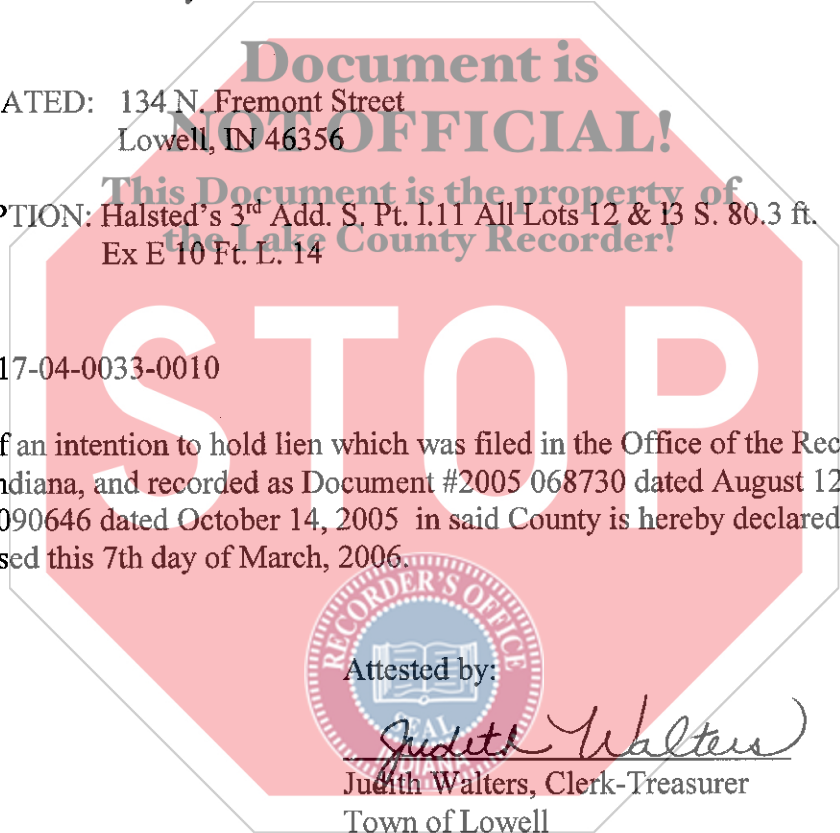 Document is
ATED: 134 N. Fremont Street
NOT OFFICIAL!
Lowell, IN 46356
This Document is the property of
PTION: Halsted's 3rd Add. S. Pt. l.11 All Lots 12 & l3 S. 80.3 ft.
the Lake County Recorder!
Ex E 10 Ft. L. 14
STOP
17-04-0033-0010
f an intention to hold lien which was filed in the Office of the Rec
ndiana, and recorded as Document #2005 068730 dated August 12
090646 dated October 14, 2005 in said County is hereby declared
sed this 7th day of March, 2006.
RECORDER'S OFFICE
Attested by:
SEAL
Judith Walters
INDIANA
Judith Walters, Clerk-Treasurer
Town of Lowell